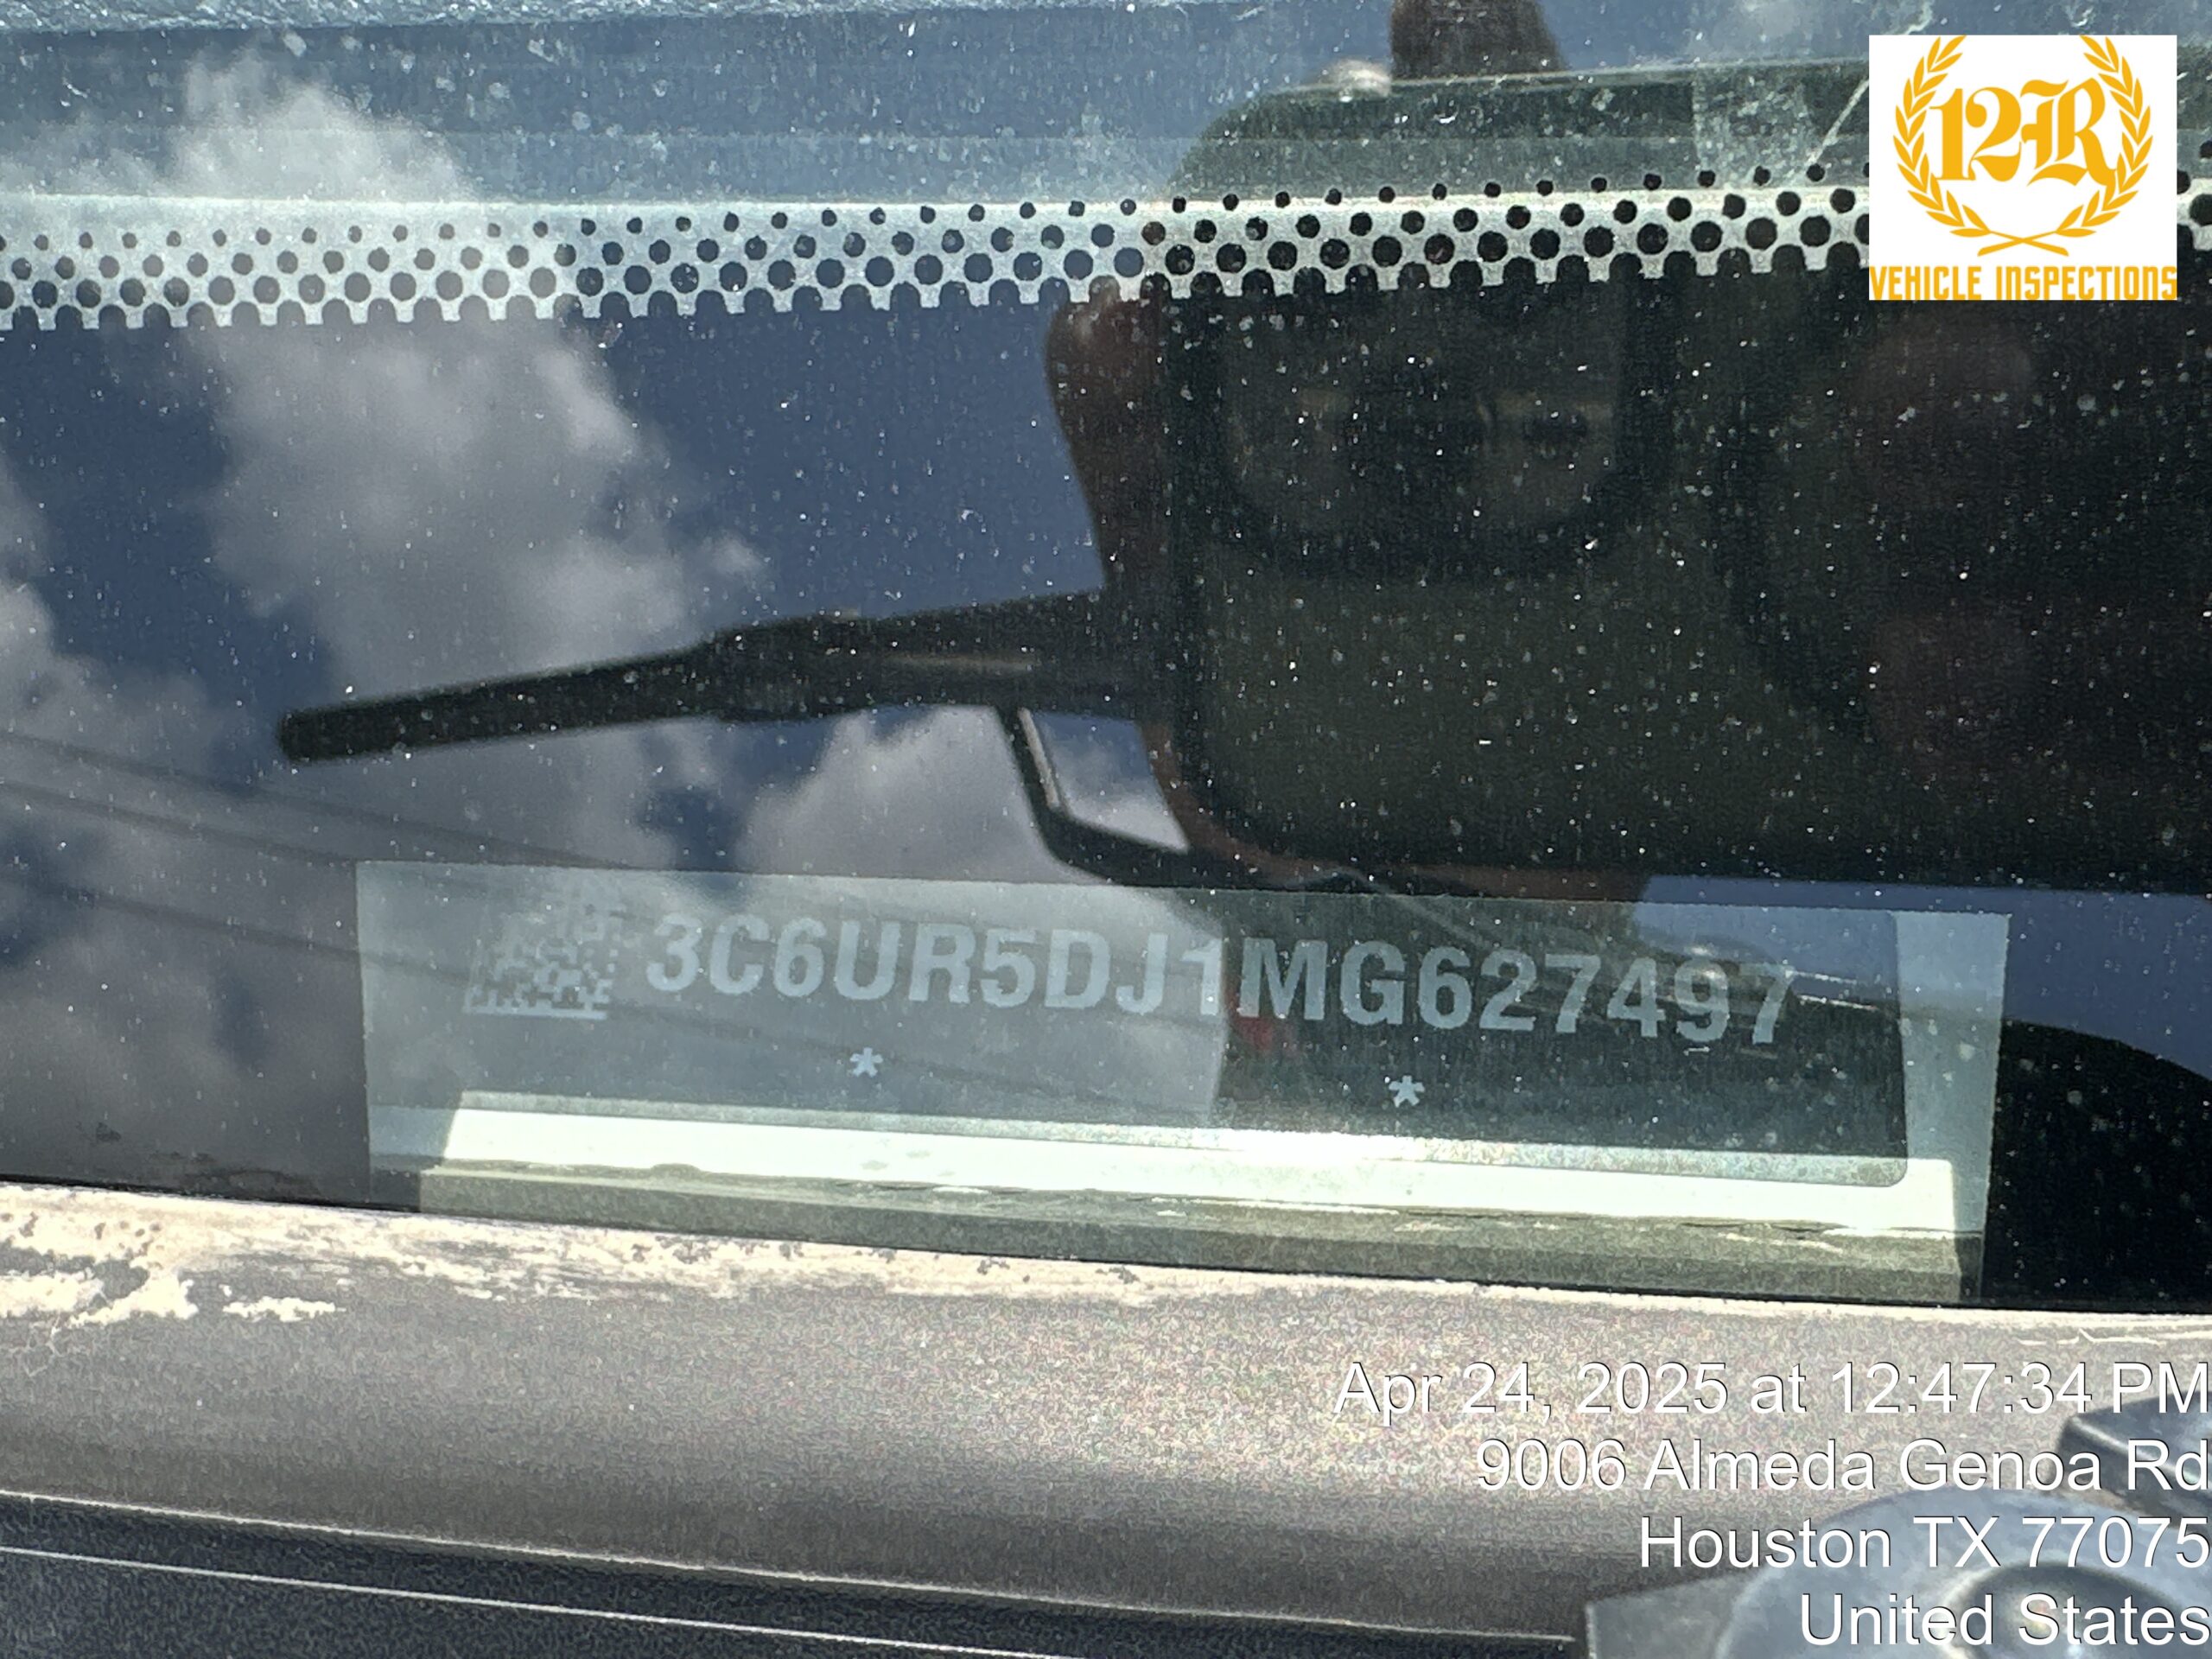 12R
VEHICLE INSPECTIONS
3C6UR5DJ1MG627497
* *
Apr 24, 2025 at 12:47:34 PM
9006 Almeda Genoa Rd
Houston TX 77075
United States